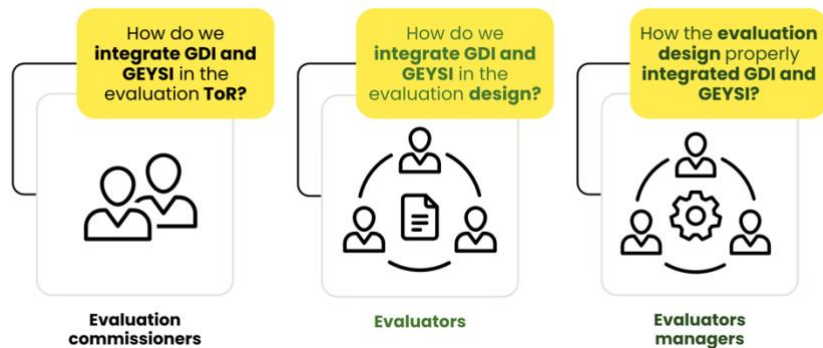 How do we
integrate GDI and
GEYSI in the
evaluation ToR?
Evaluation
commissioners
How do we
integrate GDI and
GEYSI in the
evaluation design?
Evaluators
How the evaluation
design properly
integrated GDI and
GEYSI?
Evaluators
managers